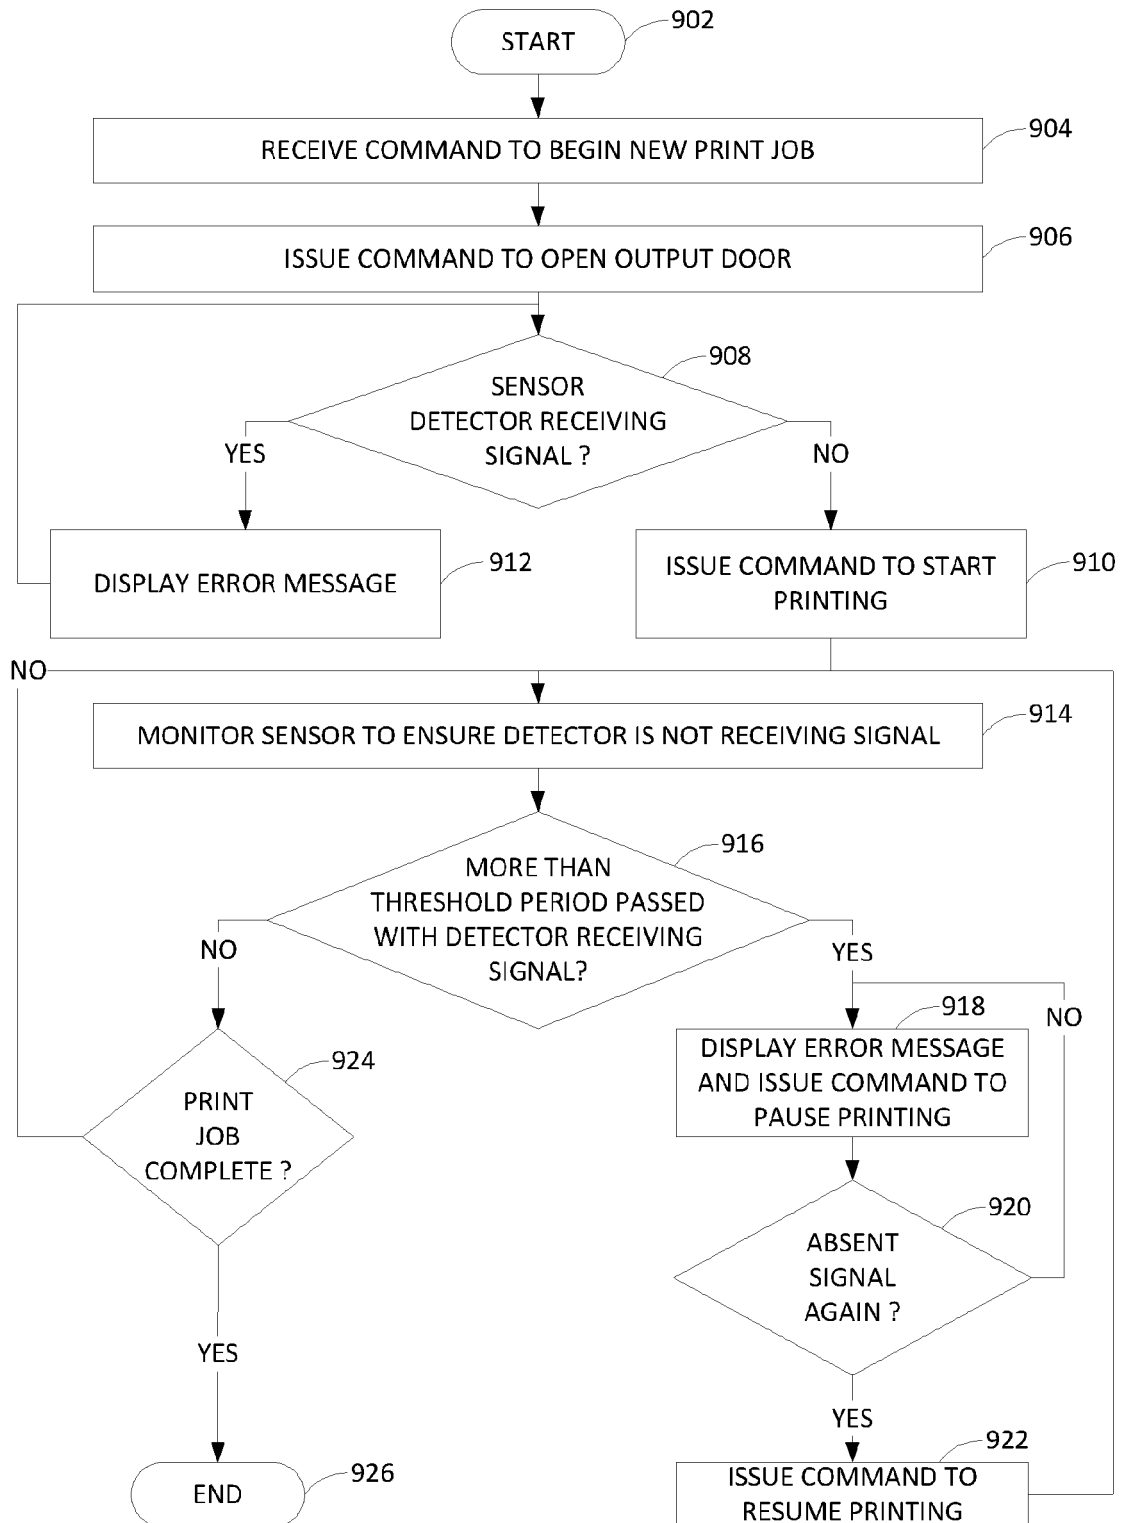 START
902
RECEIVE COMMAND TO BEGIN NEW PRINT JOB
904
ISSUE COMMAND TO OPEN OUTPUT DOOR
906
SENSOR
DETECTOR RECEIVING
SIGNAL ?
908
YES
NO
DISPLAY ERROR MESSAGE
912
ISSUE COMMAND TO START
PRINTING
910
NO
MONITOR SENSOR TO ENSURE DETECTOR IS NOT RECEIVING SIGNAL
914
MORE THAN
THRESHOLD PERIOD PASSED
WITH DETECTOR RECEIVING
SIGNAL?
916
NO
YES
PRINT
JOB
COMPLETE ?
924
DISPLAY ERROR MESSAGE
AND ISSUE COMMAND TO
PAUSE PRINTING
918
NO
ABSENT
SIGNAL
AGAIN ?
920
YES
YES
END
926
ISSUE COMMAND TO
RESUME PRINTING
922